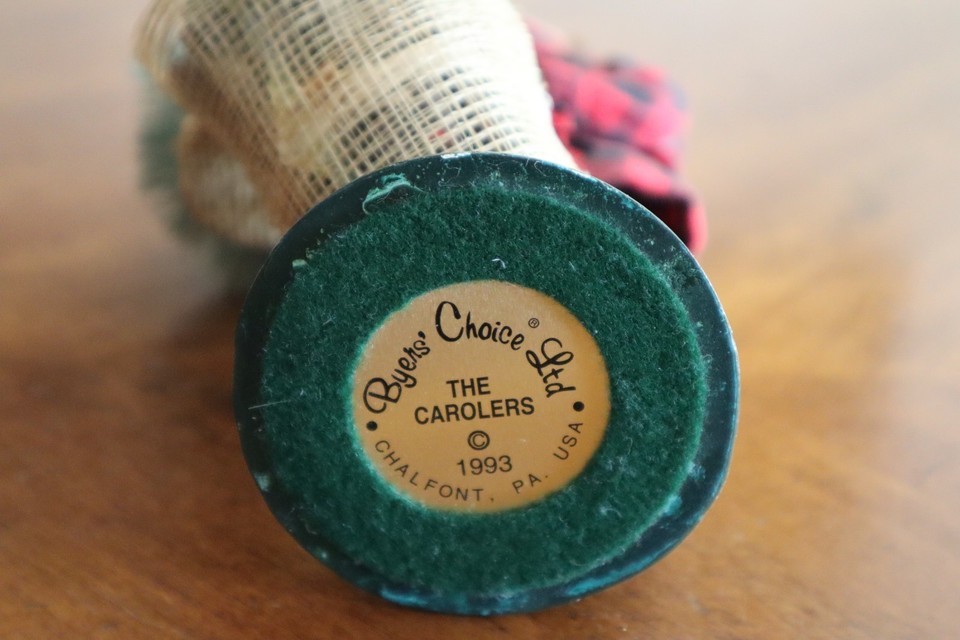 Byers' Choice® Ltd
THE
CAROLERS
©
1993
• CHALFONT, PA. USA •